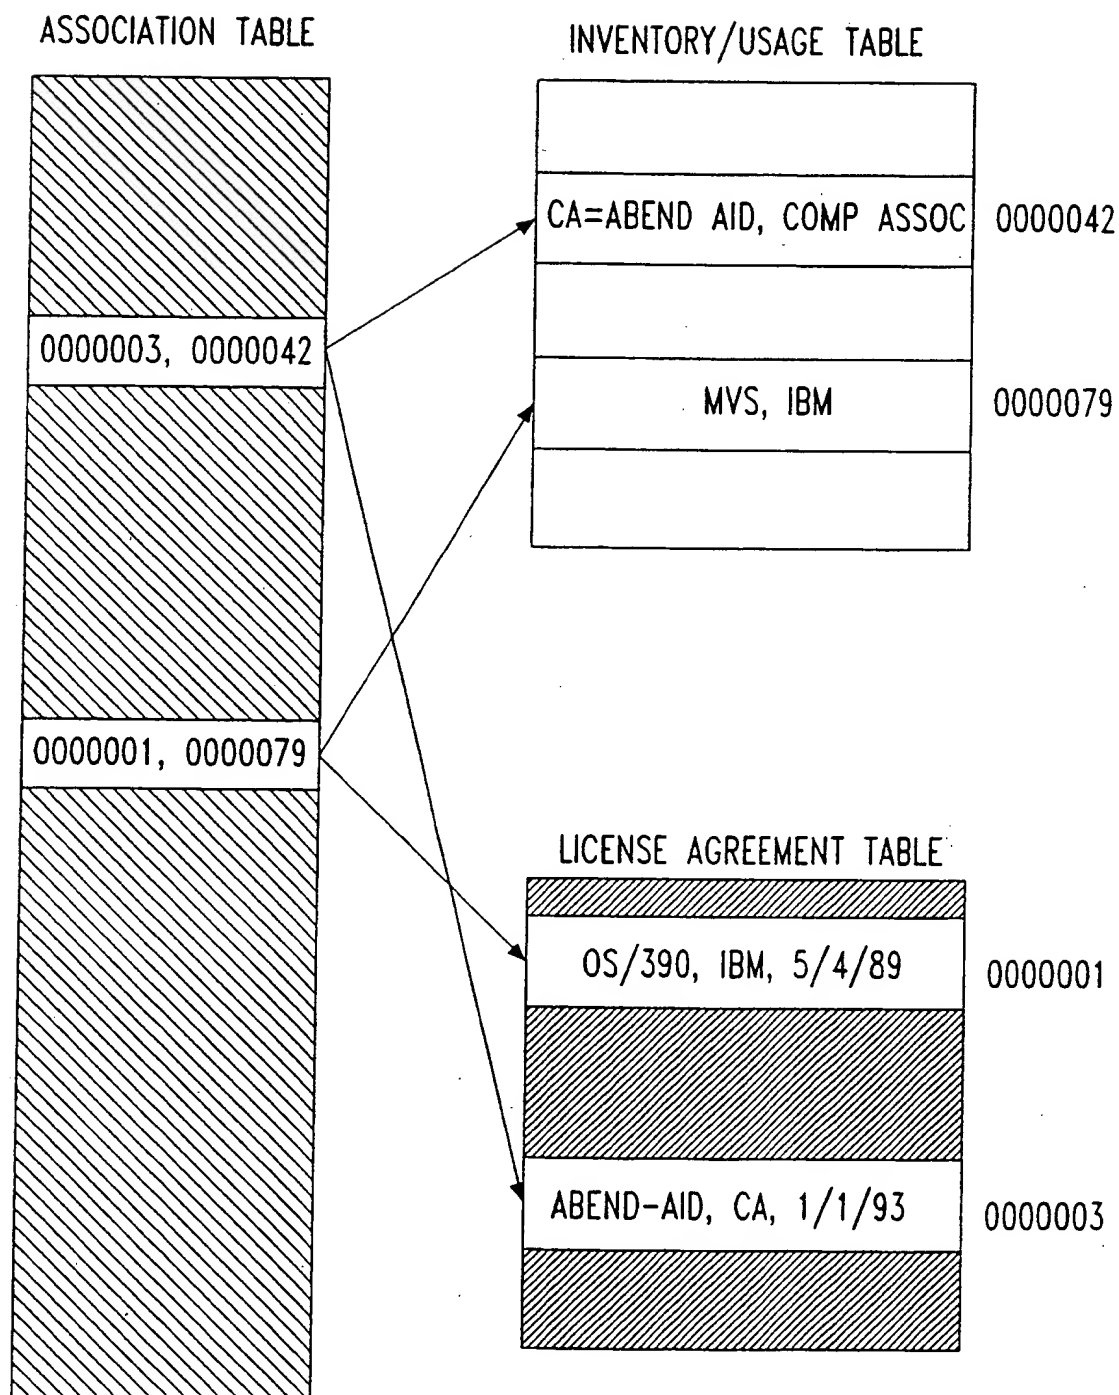 ASSOCIATION TABLE
0000003, 0000042
0000001, 0000079
INVENTORY/USAGE TABLE
CA=ABEND AID, COMP ASSOC 0000042
MVS, IBM 0000079
LICENSE AGREEMENT TABLE
OS/390, IBM, 5/4/89 0000001
ABEND-AID, CA, 1/1/93 0000003